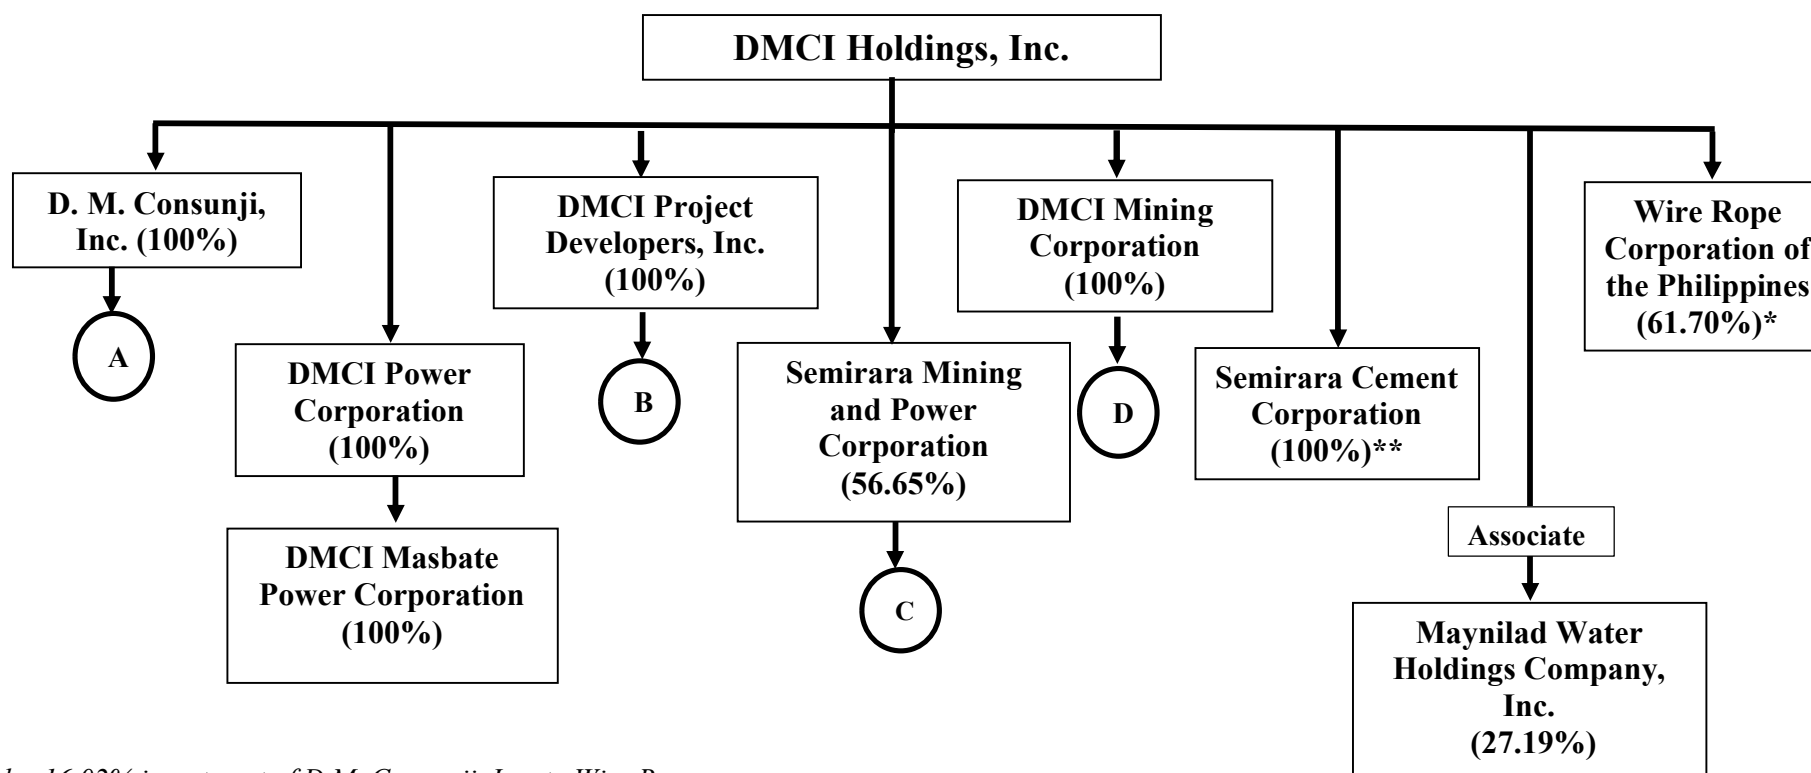 DMCI Holdings, Inc.
D. M. Consunji,
Inc. (100%)
A
DMCI Power
Corporation
(100%)
DMCI Masbate
Power Corporation
(100%)
DMCI Project
Developers, Inc.
(100%)
B
Semirara Mining
and Power
Corporation
(56.65%)
C
DMCI Mining
Corporation
(100%)
D
Semirara Cement
Corporation
(100%)**
Associate
Maynilad Water
Holdings Company,
Inc.
(27.19%)
Wire Rope
Corporation of
the Philippines
(61.70%)*